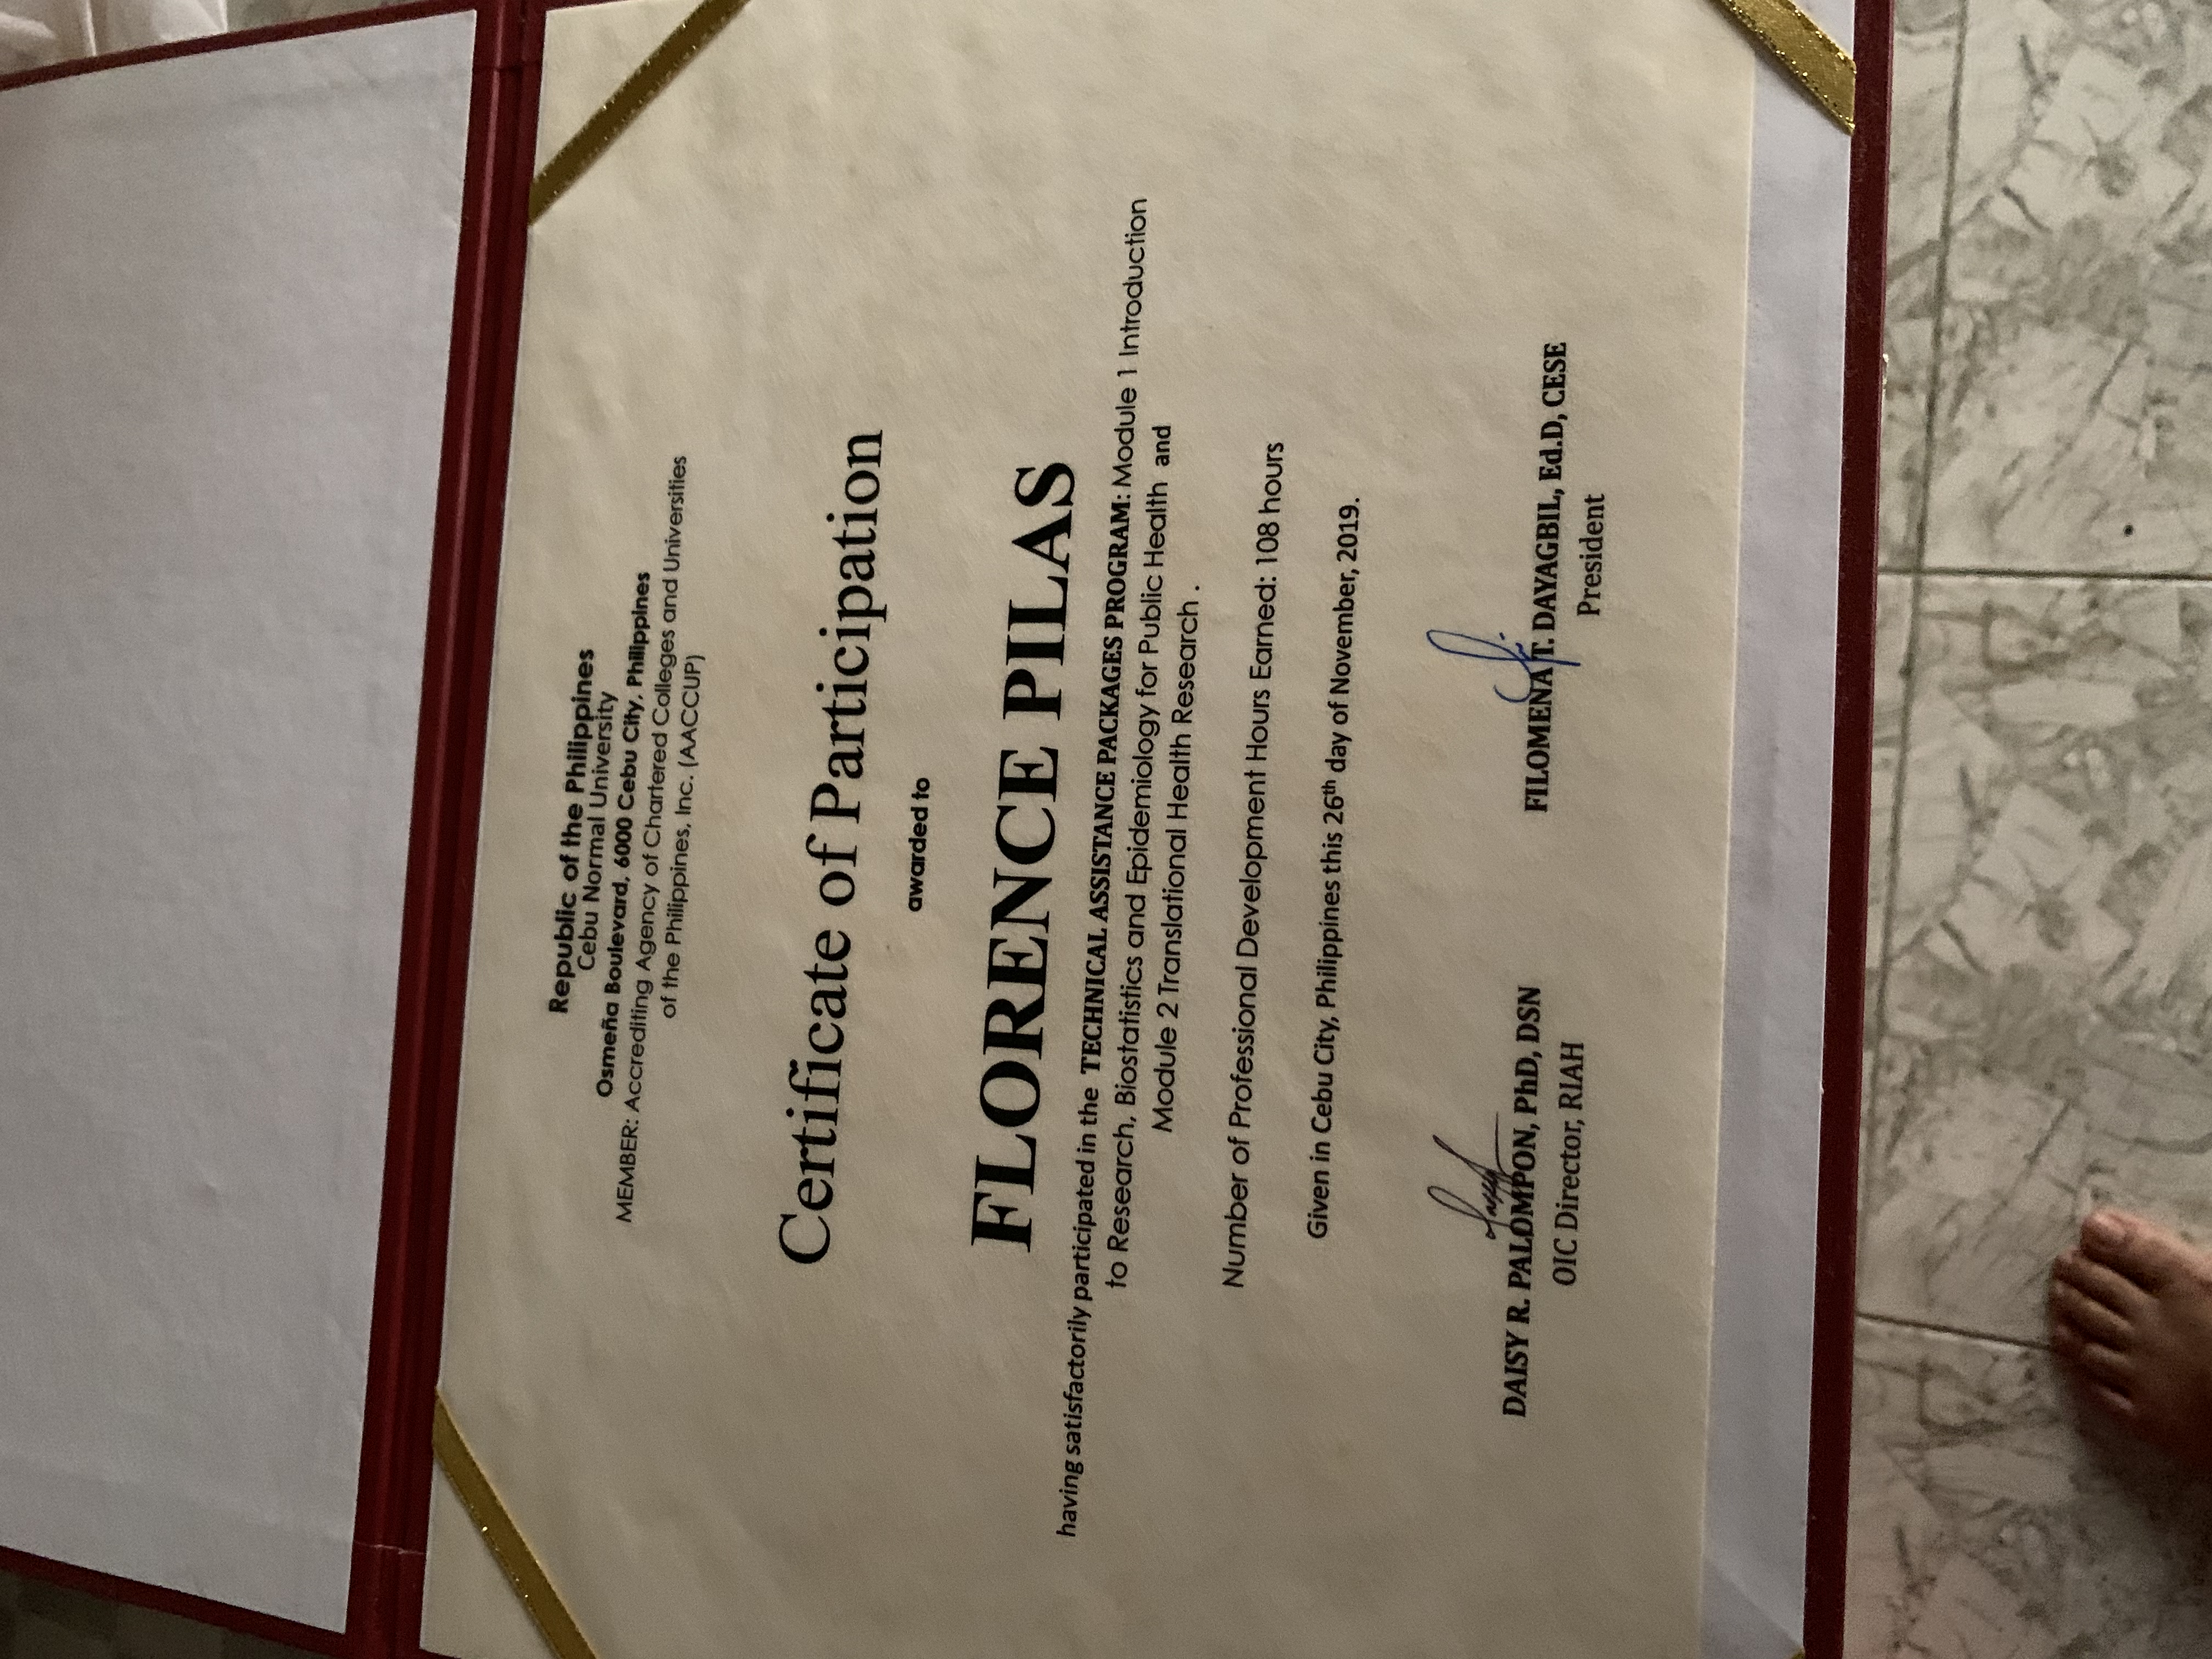 Republic of the Philippines
Cebu Normal University
Osmeña Boulevard, 6000 Cebu City, Philippines
MEMBER: Accrediting Agency of Chartered Colleges and Universities
of the Philippines, Inc. (AACCUP)
Certificate of Participation
awarded to
FLORENCE PILAS
having satisfactorily participated in the TECHNICAL ASSISTANCE PACKAGES PROGRAM: Module 1 Introduction
to Research, Biostatistics and Epidemiology for Public Health and
Module 2 Translational Health Research .
Number of Professional Development Hours Earned: 108 hours
Given in Cebu City, Philippines this 26th day of November, 2019.
DAISY R. PALOMPON, PhD, DSN
OIC Director, RIAH
FILOMENA T. DAYAGBIL, Ed.D, CESE
President